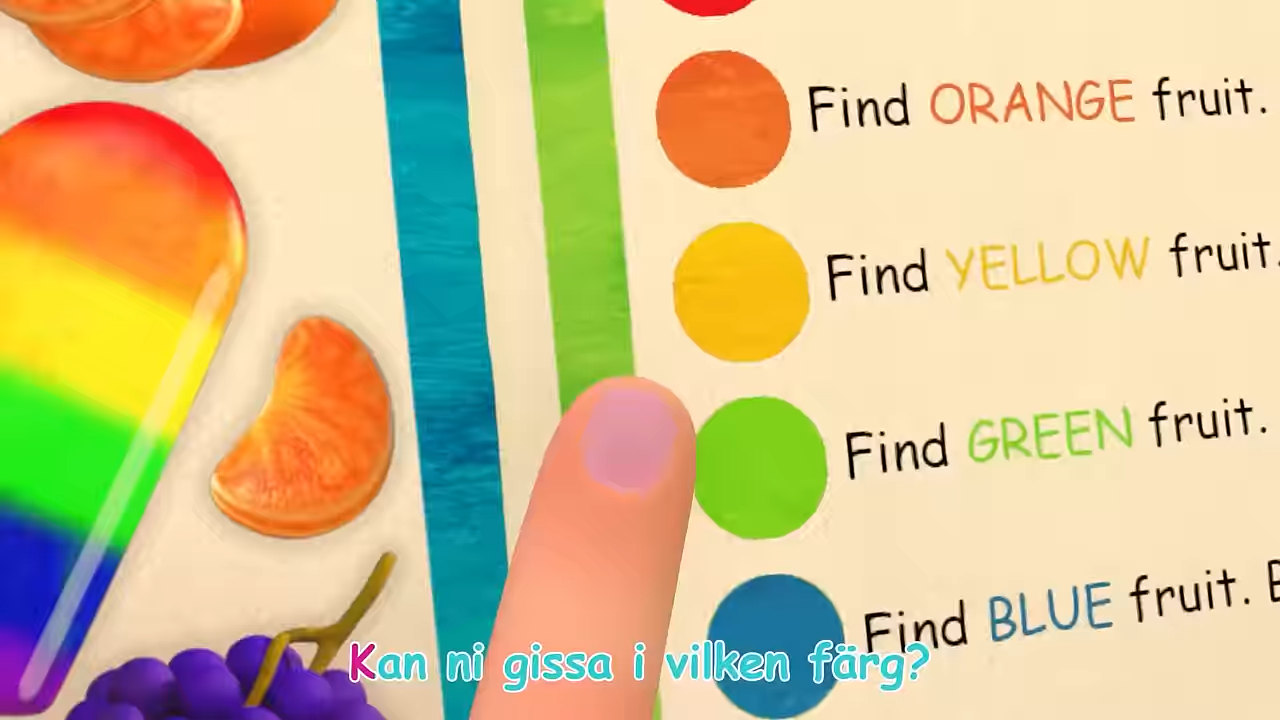 Find ORANGE fruit.
Find YELLOW fruit.
Find GREEN fruit.
Find BLUE fruit. B
Kan ni gissa i vilken färg?